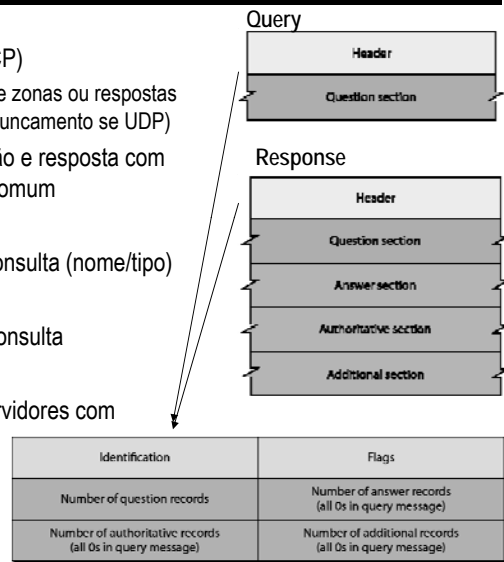 Query
CP)
e zonas ou respostas
uncamento se UDP)
ão e resposta com
omum
onsulta (nome/tipo)
onsulta
rvidores com
Header
Question section
Response
Header
Question section
Answer section
Authoritative section
Additional section
Identification
Flags
Number of question records
Number of answer records
(all 0s in query message)
Number of authoritative records
(all 0s in query message)
Number of additional records
(all 0s in query message)